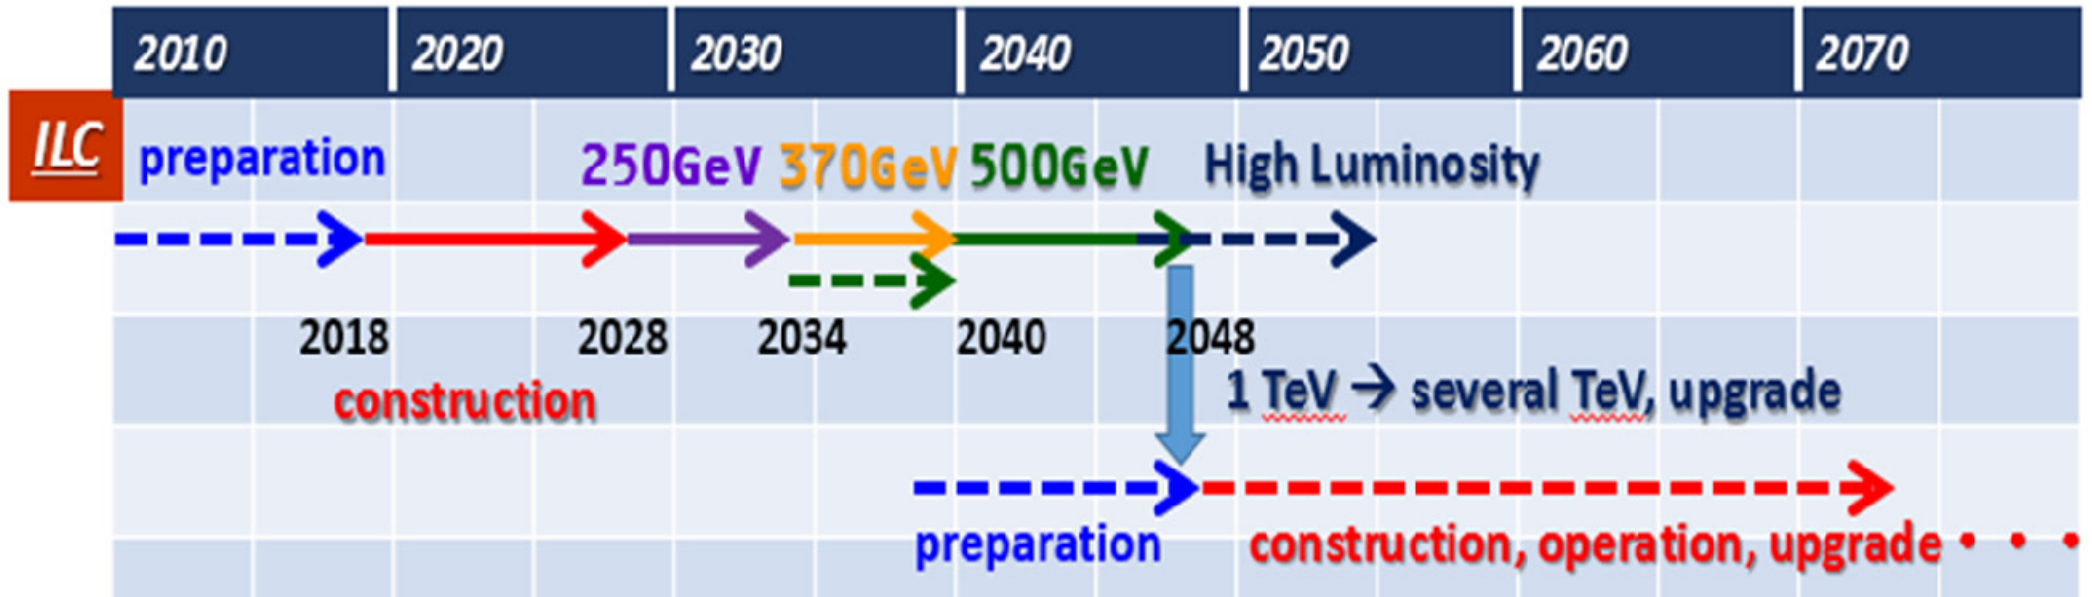 2010 2020 2030 2040 2050 2060 2070
ILC preparation 250GeV 370GeV 500GeV High Luminosity
2018 2028 2034 2040 2048
construction 1 TeV → several TeV, upgrade
preparation construction, operation, upgrade • • •